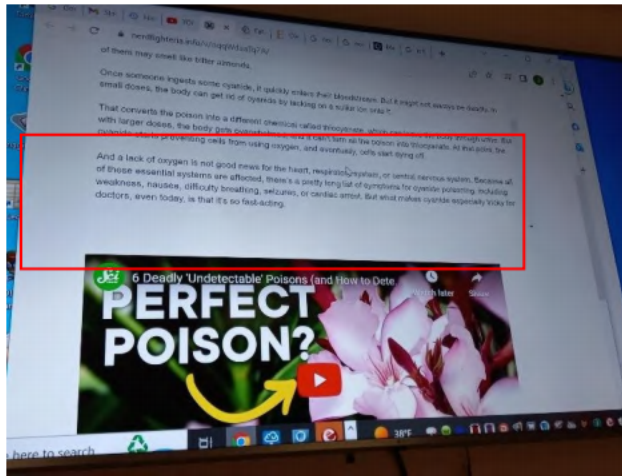 nerdfighteria.info/v/
of them may smell like bitter almonds.
Once someone ingests some cyanide, it quickly enters their bloodstream. But it might not always be deadly. In
small doses, the body can get rid of cyanide by tacking on a sulfur ion onto it.
That converts the poison into a different chemical called thiocyanate, which can leave the body through urine. But
with larger doses, the body gets overwhelmed, and it can't turn all the poison into thiocyanate. At that point, the
cyanide starts preventing cells from using oxygen, and eventually, cells start dying off.
And a lack of oxygen is not good news for the heart, respiratory system, or central nervous system. Because all
of these essential systems are affected, there's a pretty long list of symptoms for cyanide poisoning, including
weakness, nausea, difficulty breathing, seizures, or cardiac arrest. But what makes cyanide especially tricky for
doctors, even today, is that it's so fast-acting.
6 Deadly 'Undetectable' Poisons (and How to Dete
later
Share
PERFECT
POISON?
here to search
38°F